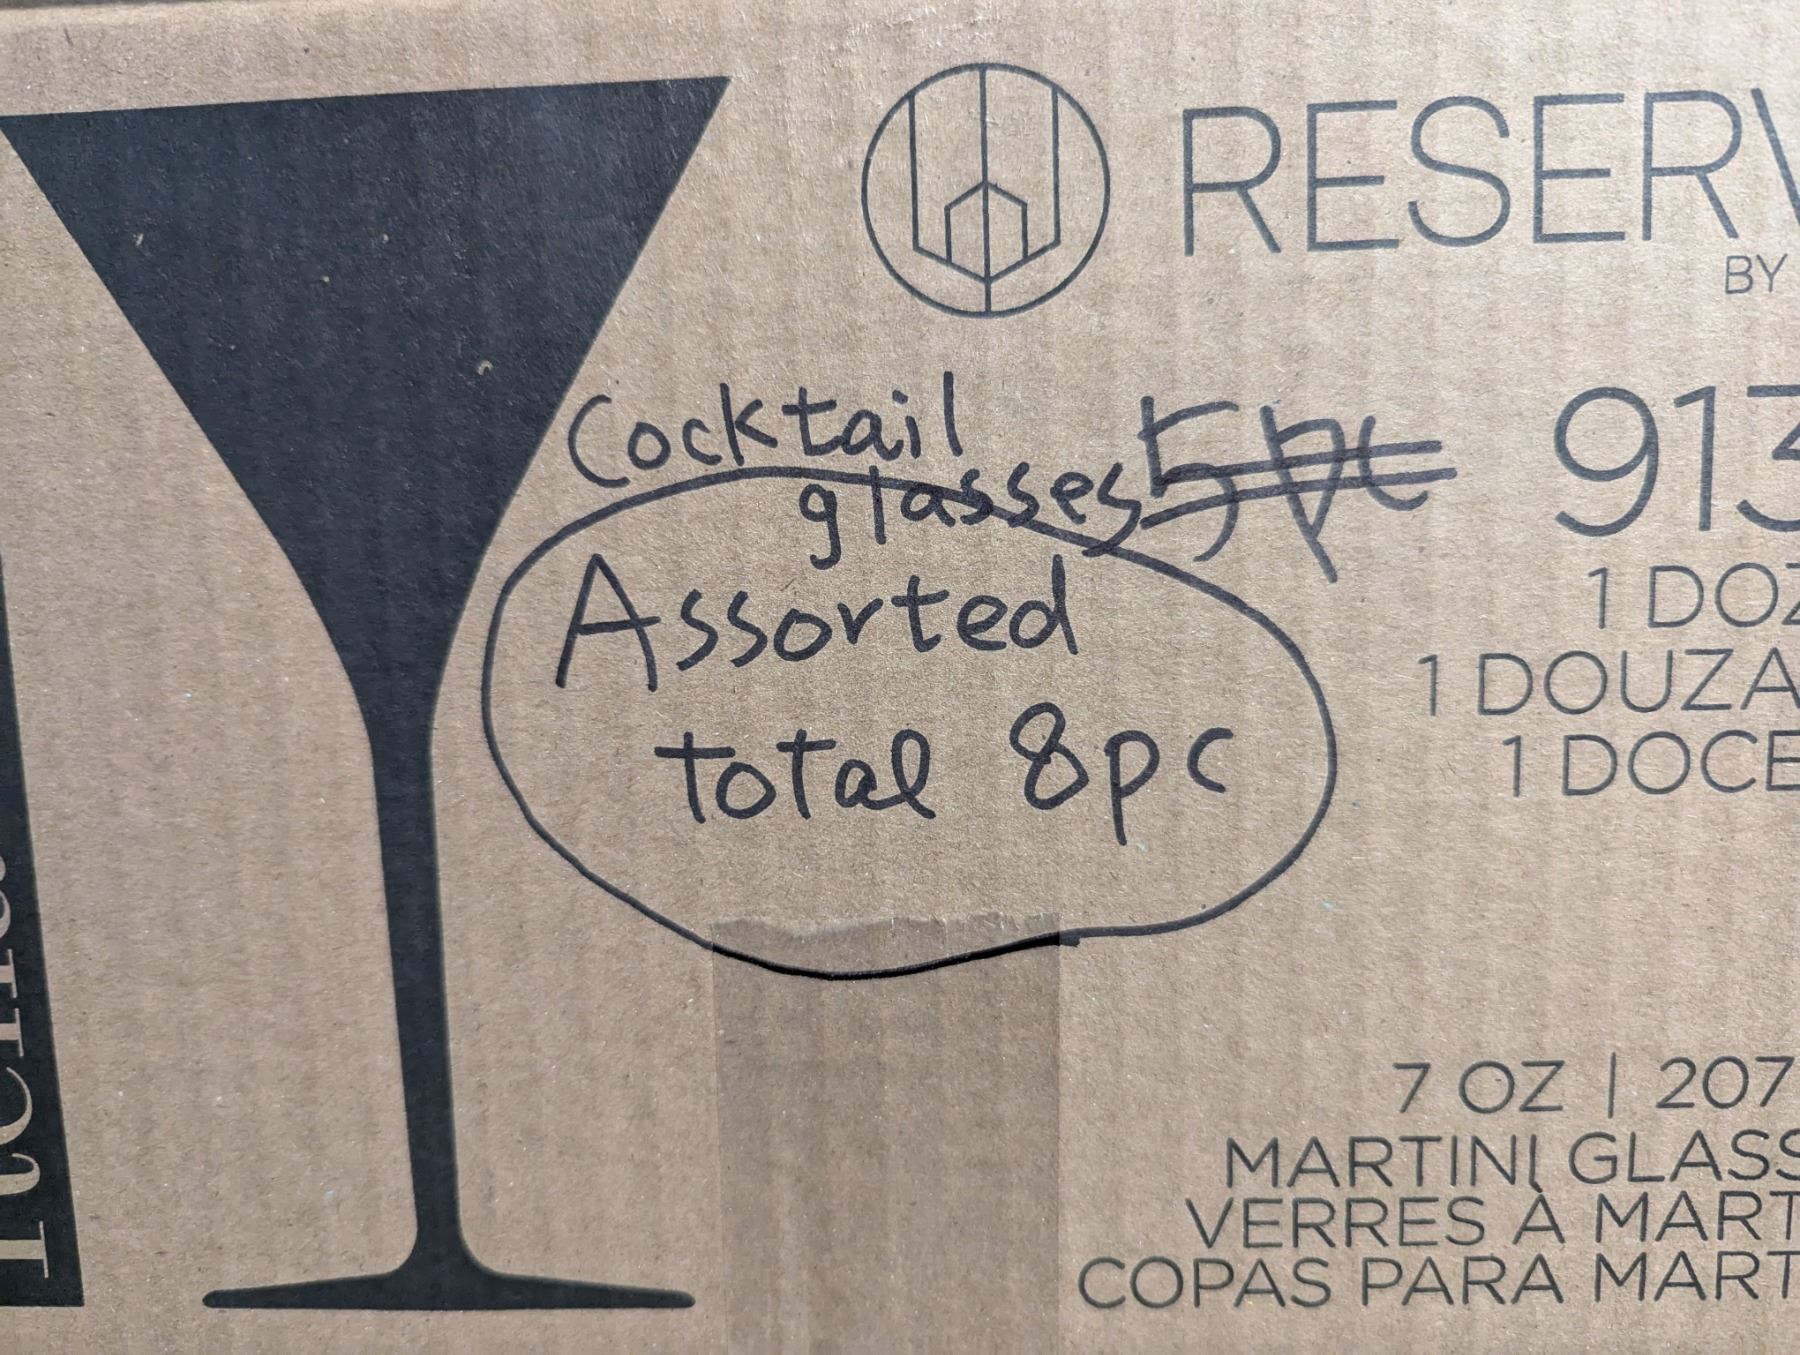 RESERV
BY
Cocktail
glasses 5pc
913
Assorted
total 8pc
1 DOZ
1 DOUZA
1 DOCE
7 OZ | 207
MARTINI GLASS
VERRES À MART
COPAS PARA MART